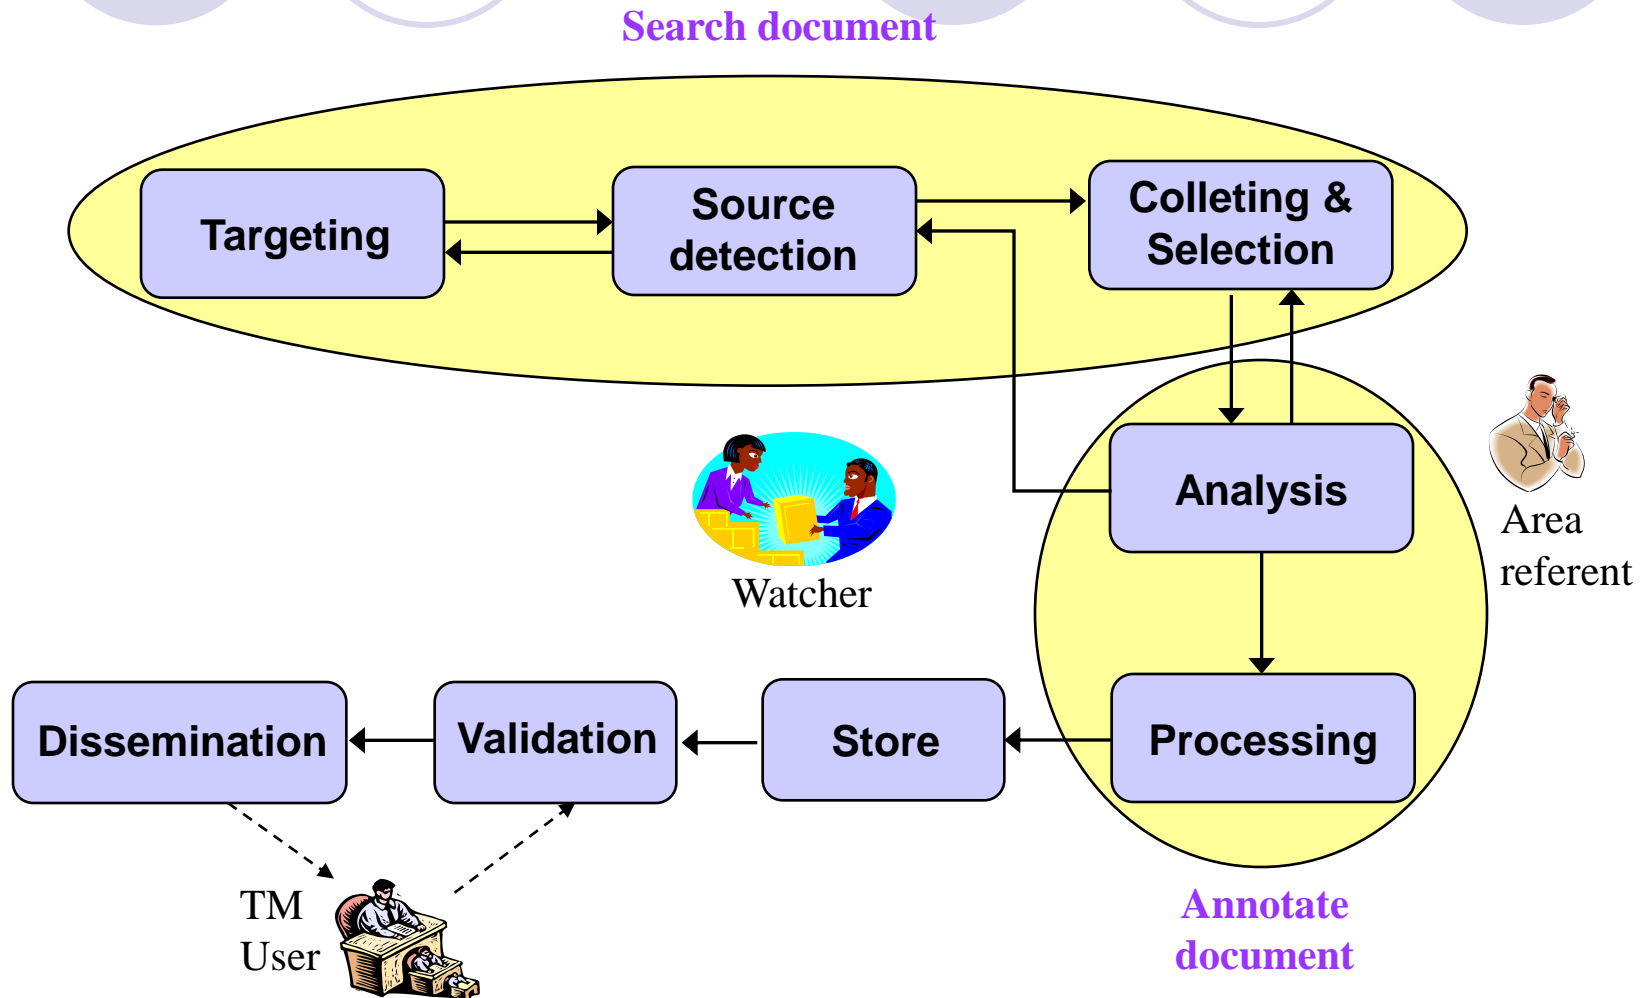 Search document
Targeting
Source
detection
Colleting &
Selection
Analysis
Area
referent
Watcher
Dissemination
Validation
Store
Processing
TM
User
Annotate
document